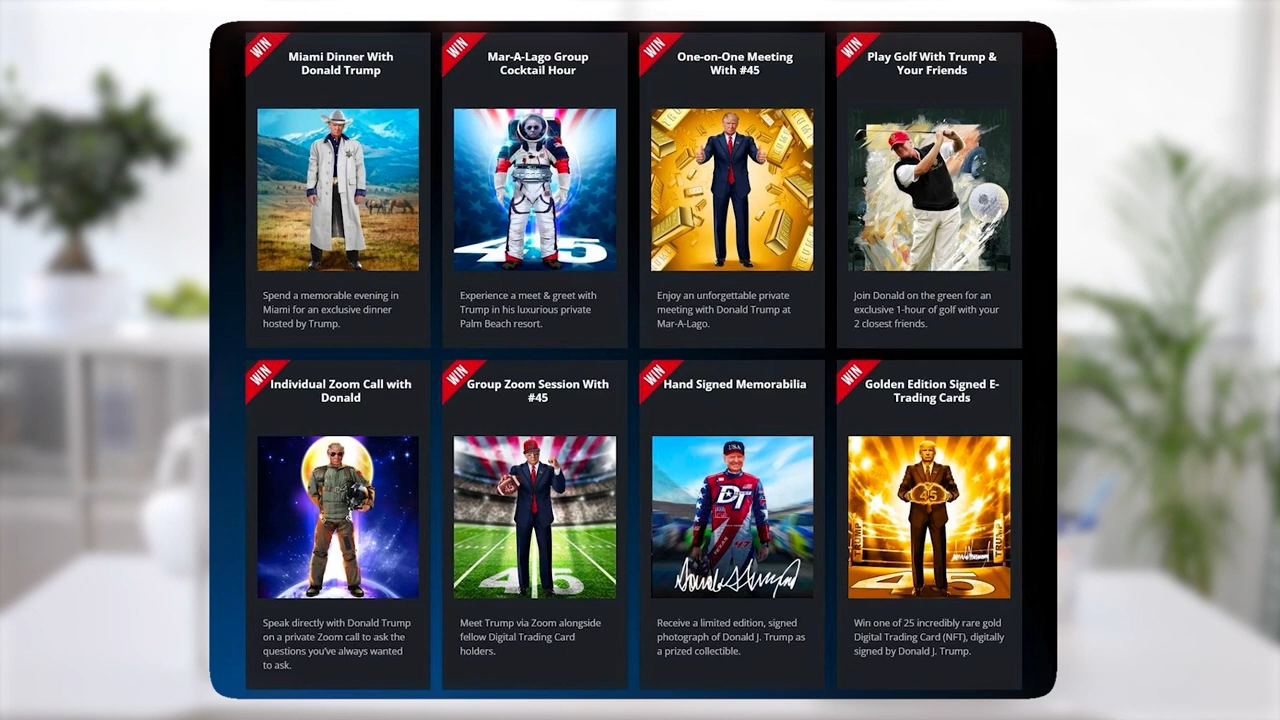 WIN
Miami Dinner With
Donald Trump
Spend a memorable evening in
Miami for an exclusive dinner
hosted by Trump.
WIN
Mar-A-Lago Group
Cocktail Hour
45
Experience a meet & greet with
Trump in his luxurious private
Palm Beach resort.
WIN
One-on-One Meeting
With #45
Enjoy an unforgettable private
meeting with Donald Trump at
Mar-A-Lago.
WIN
Play Golf With Trump &
Your Friends
Join Donald on the green for an
exclusive 1-hour of golf with your
2 closest friends.
WIN
Individual Zoom Call with
Donald
Speak directly with Donald Trump
on a private Zoom call to ask the
questions you've always wanted
to ask.
WIN
Group Zoom Session With
#45
45
45
Meet Trump via Zoom alongside
fellow Digital Trading Card
holders.
WIN
Hand Signed Memorabilia
USA
DT
TEXAS
47
Receive a limited edition, signed
photograph of Donald J. Trump as
a prized collectible.
WIN
Golden Edition Signed E-
Trading Cards
45
TRUMP
TRUMP
45
Win one of 25 incredibly rare gold
Digital Trading Card (NFT), digitally
signed by Donald J. Trump.